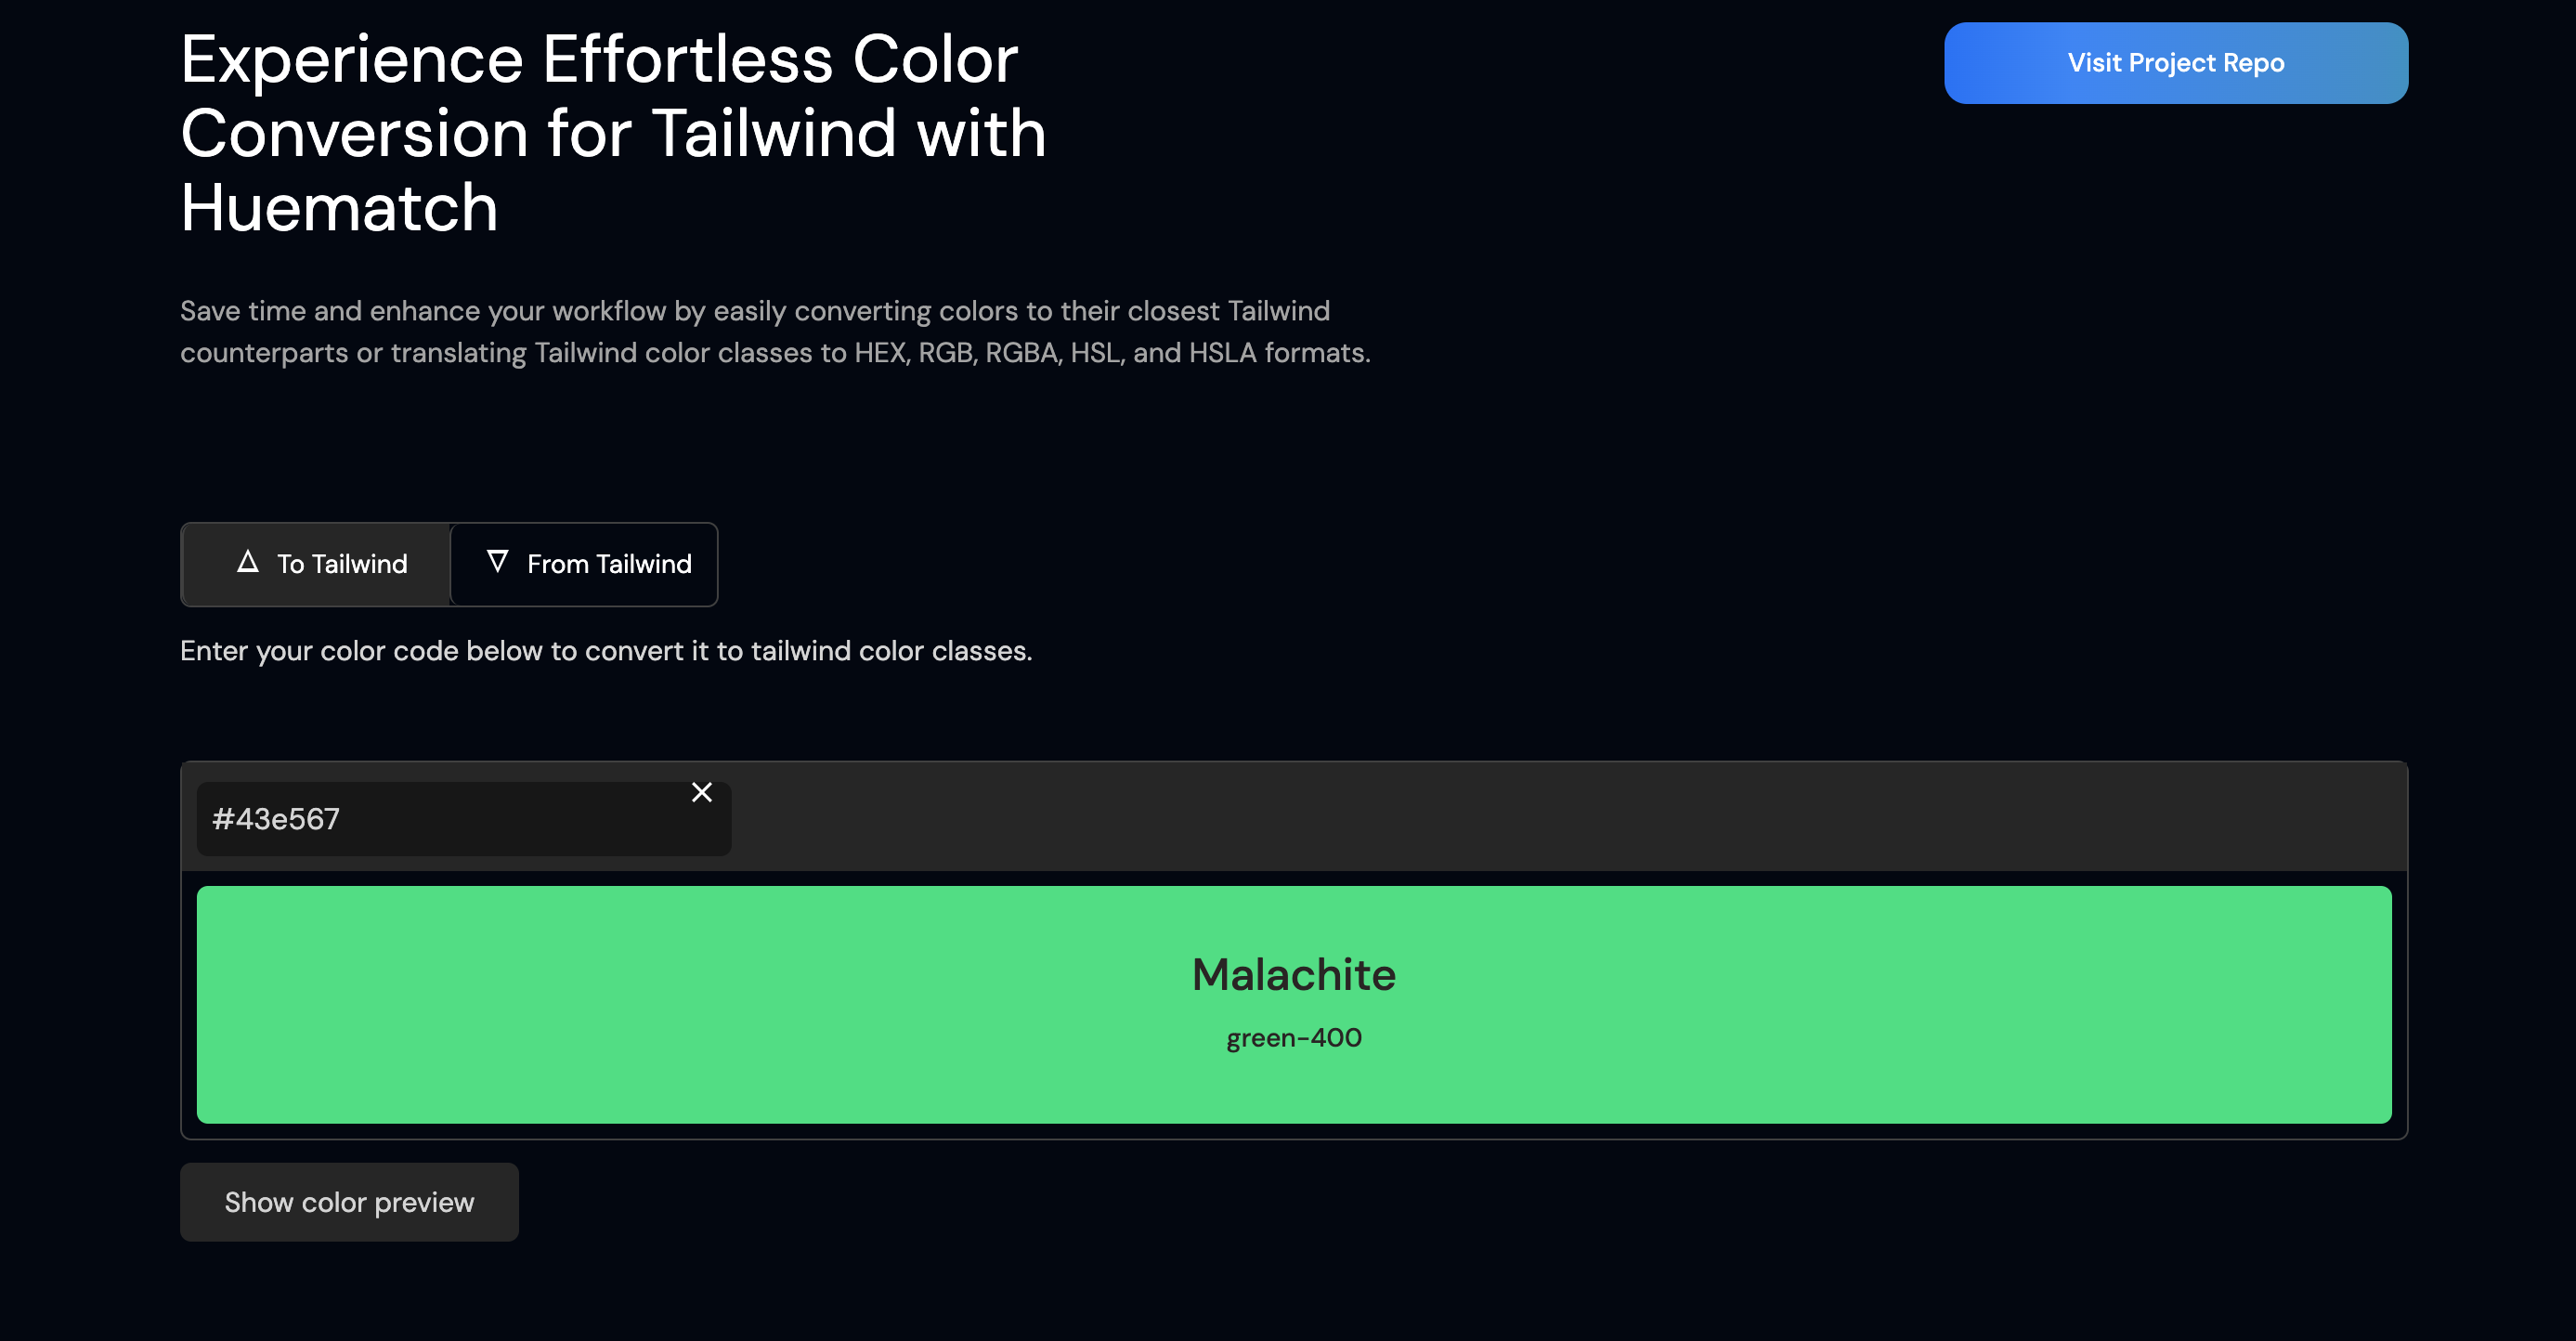 Experience Effortless Color
Conversion for Tailwind with
Huematch
Visit Project Repo
Save time and enhance your workflow by easily converting colors to their closest Tailwind
counterparts or translating Tailwind color classes to HEX, RGB, RGBA, HSL, and HSLA formats.
To Tailwind
From Tailwind
Enter your color code below to convert it to tailwind color classes.
#43e567
Malachite
green-400
Show color preview